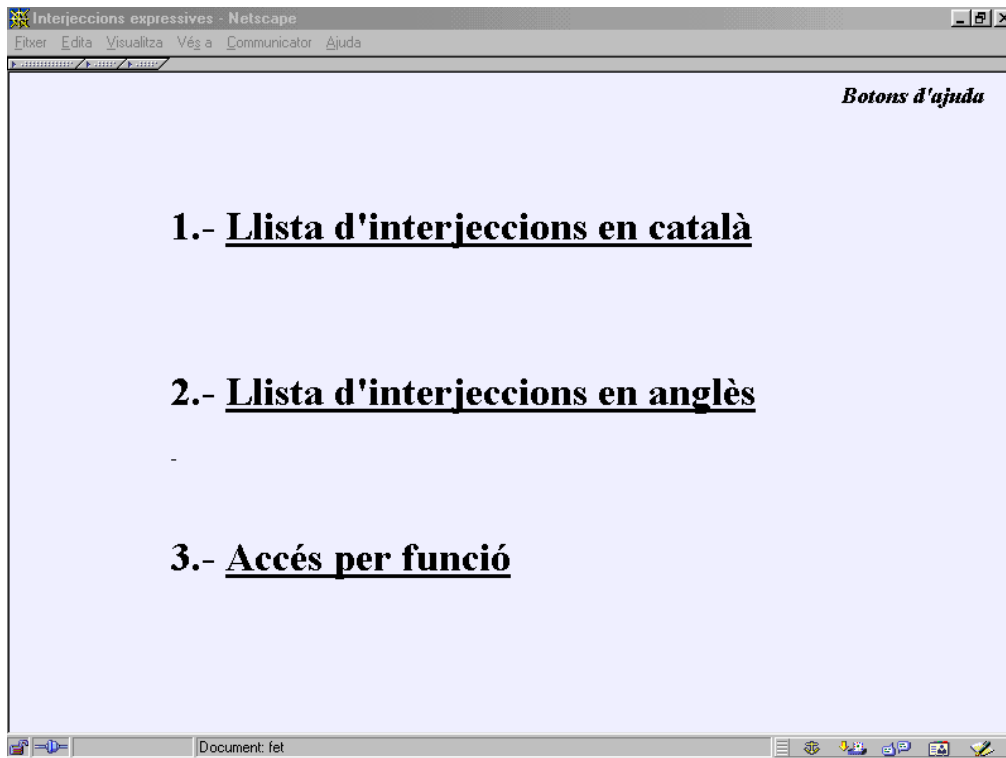 Interjeccions expressives - Netscape
Fitxer Edita Visualitza Vés a Communicator Ajuda
Botons d'ajuda
1.- Llista d'interjeccions en català
2.- Llista d'interjeccions en anglès
-
3.- Accés per funció
Document: fet